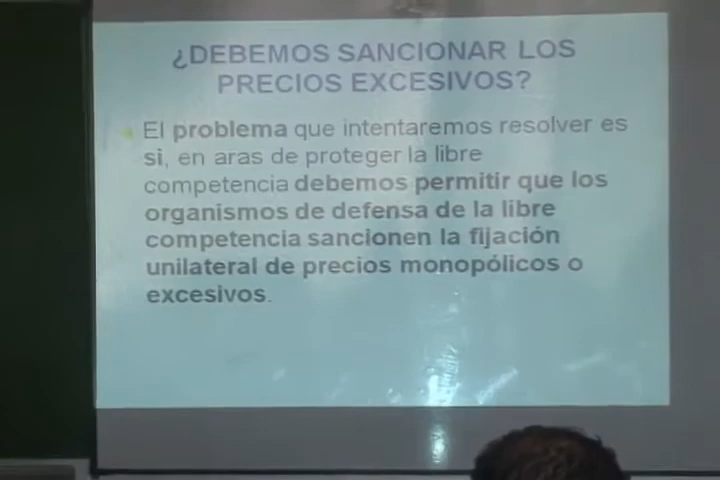 ¿DEBEMOS SANCIONAR LOS
PRECIOS EXCESIVOS?
El problema que intentaremos resolver es
si, en aras de proteger la libre
competencia debemos permitir que los
organismos de defensa de la libre
competencia sancionen la fijación
unilateral de precios monopólicos o
excesivos.